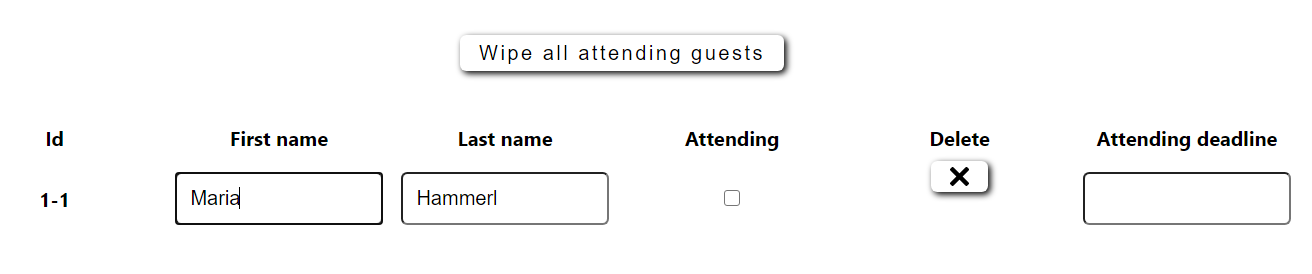 Wipe all attending guests
Id First name Last name Attending Delete Attending deadline
1-1 Maria Hammerl